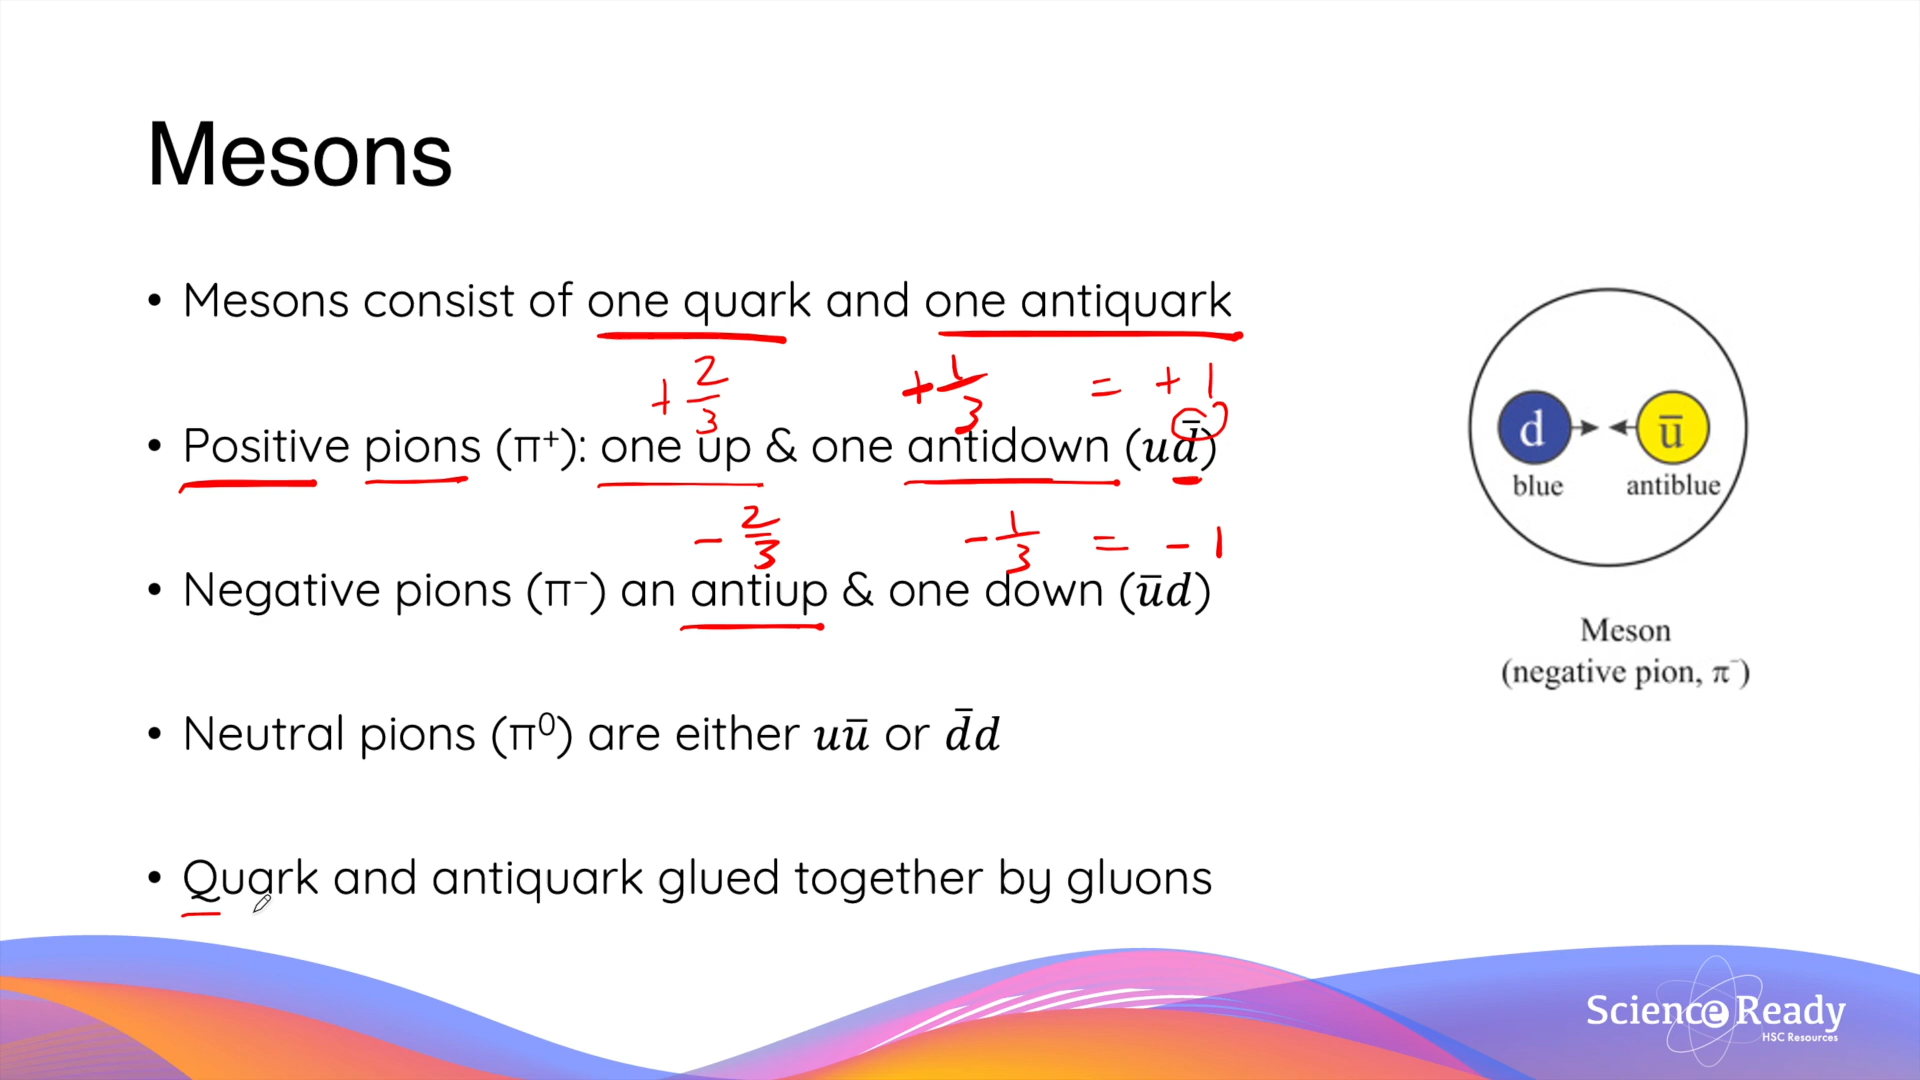 Mesons
• Mesons consist of one quark and one antiquark
+ 2/3 + 1/3 = + 1
• Positive pions (π⁺): one up & one antidown (ud̄)
- 2/3 - 1/3 = - 1
• Negative pions (π⁻) an antiup & one down (ūd)
• Neutral pions (π⁰) are either uū or d̄d
• Quark and antiquark glued together by gluons
d ū
blue antiblue
Meson
(negative pion, π⁻)
Science Ready
HSC Resources